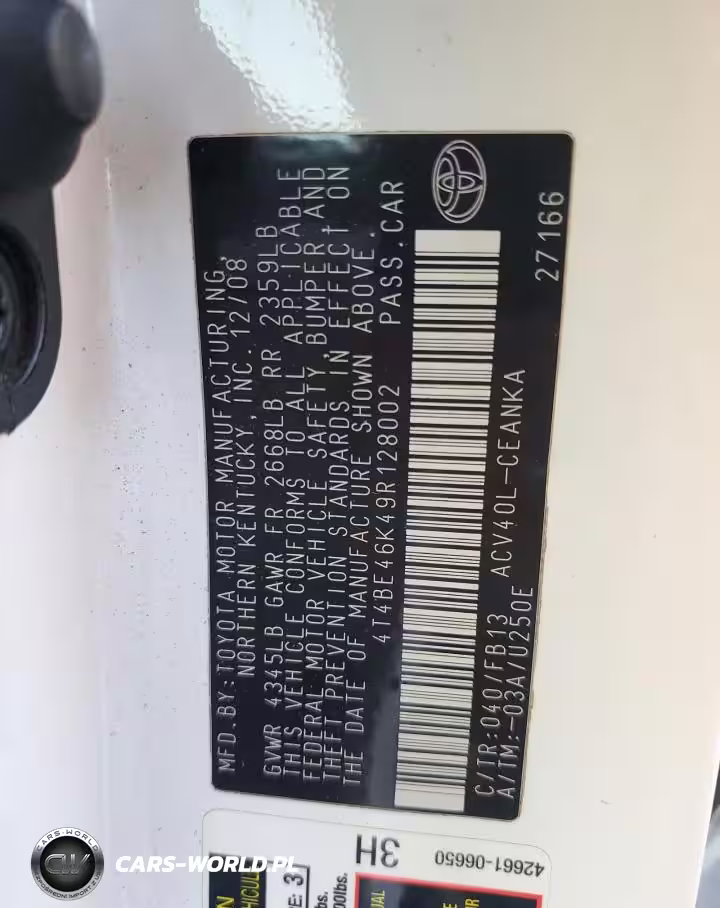 MFD.BY:TOYOTA MOTOR MANUFACTURING,
NORTHERN KENTUCKY,INC. 12/08
GVWR 4345LB GAWR FR 2668LB RR 2359LB
THIS VEHICLE CONFORMS TO ALL APPLICABLE
FEDERAL MOTOR VEHICLE SAFETY,BUMPER,AND
THEFT PREVENTION STANDARDS IN EFFECT ON
THE DATE OF MANUFACTURE SHOWN ABOVE.
4T4BE46K49R128002 PASS.CAR
C/TR:040/FB13 ACV40L-CEANKA
A/TM:-03A/U250E 27166
3H
42661-06650
CARS-WORLD
CW
CARS-WORLD.PL